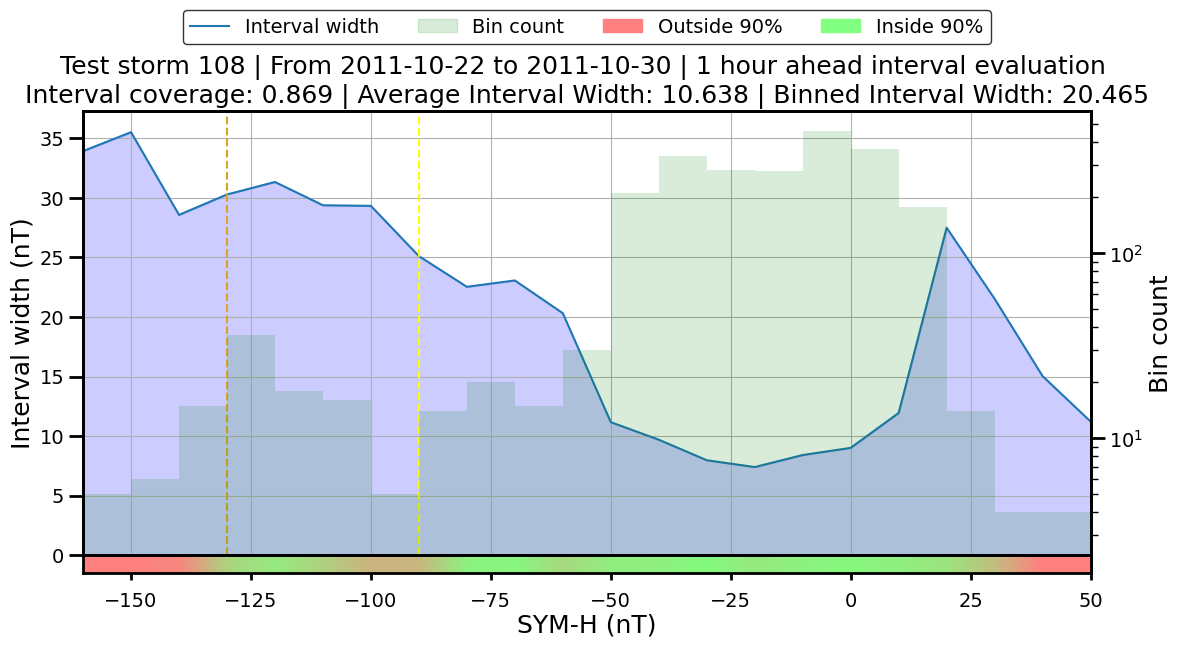 Interval width Bin count Outside 90% Inside 90%
Test storm 108 | From 2011-10-22 to 2011-10-30 | 1 hour ahead interval evaluation
Interval coverage: 0.869 | Average Interval Width: 10.638 | Binned Interval Width: 20.465
Interval width (nT)
35
30
25
20
15
10
5
0
10²
10¹
Bin count
−150 −125 −100 −75 −50 −25 0 25 50
SYM-H (nT)